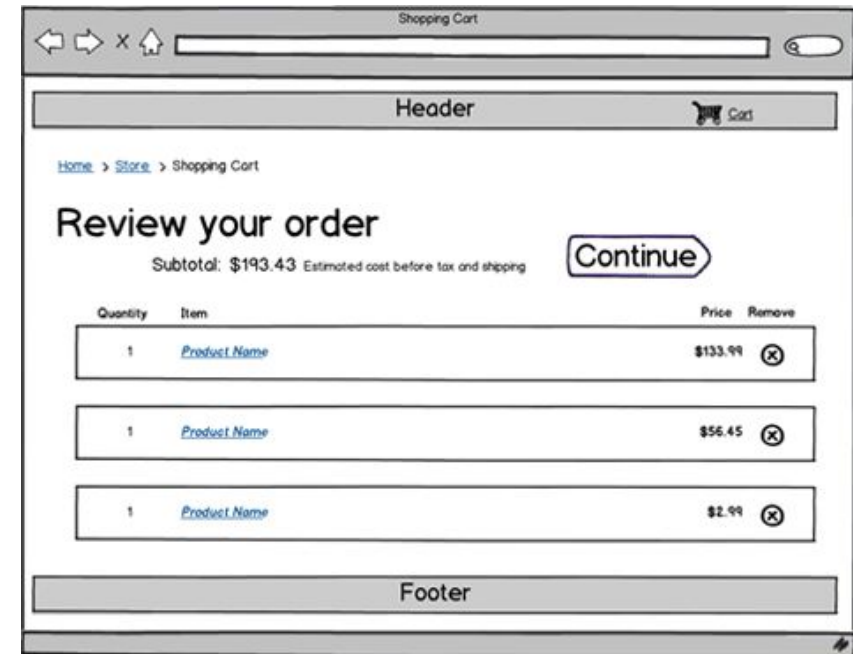 Shopping Cart
X
Header Cart
Home > Store > Shopping Cart
Review your order
Subtotal: $193.43 Estimated cost before tax and shipping
Continue
Quantity Item Price Remove
1 Product Name $133.99
1 Product Name $56.45
1 Product Name $2.99
Footer